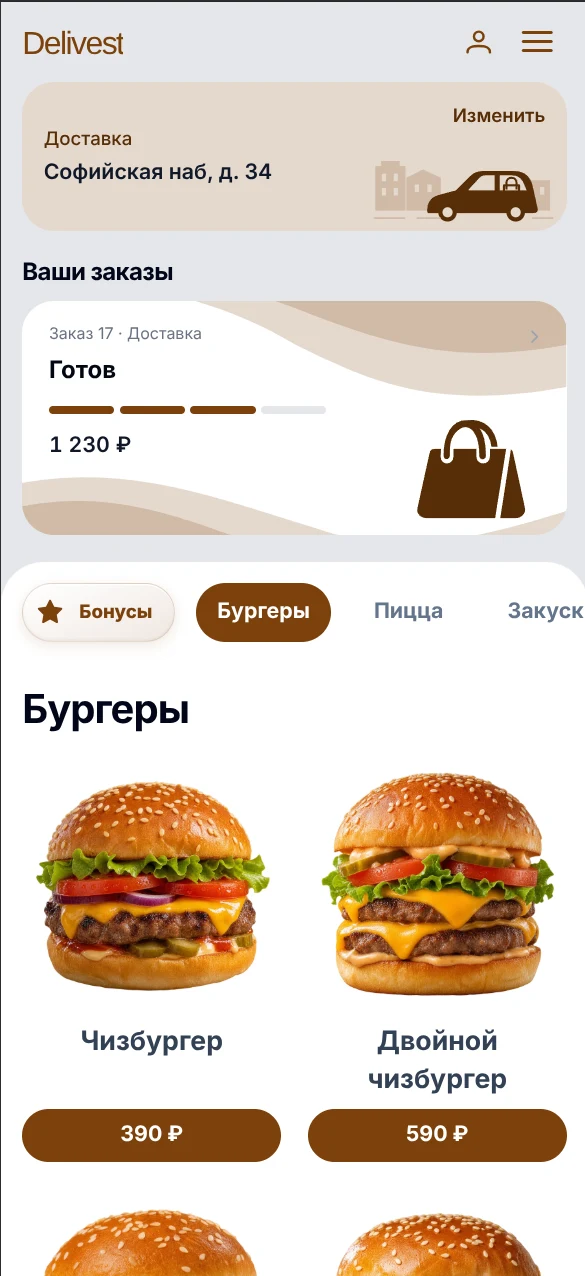 Delivest
Изменить
Доставка
Софийская наб, д. 34
Ваши заказы
Заказ 17 · Доставка
Готов
1 230 ₽
Бонусы
Бургеры
Пицца
Закуск
Бургеры
Чизбургер
Двойной
чизбургер
390 ₽
590 ₽